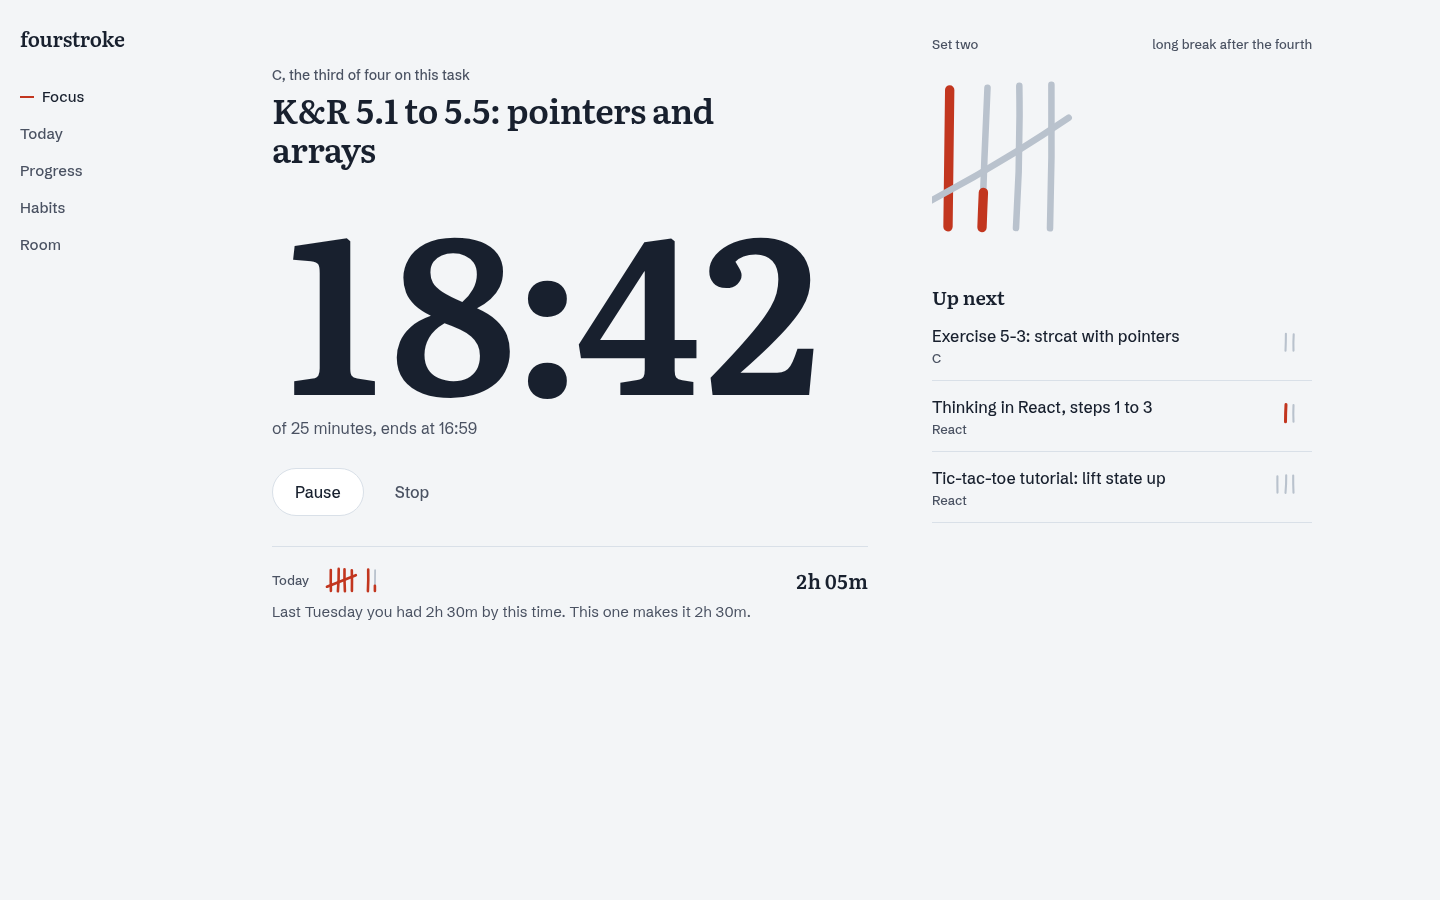 fourstroke
Focus
Today
Progress
Habits
Room
C, the third of four on this task
K&R 5.1 to 5.5: pointers and
arrays
18:42
of 25 minutes, ends at 16:59
Pause
Stop
Today
2h 05m
Last Tuesday you had 2h 30m by this time. This one makes it 2h 30m.
Set two
long break after the fourth
Up next
Exercise 5-3: strcat with pointers
C
Thinking in React, steps 1 to 3
React
Tic-tac-toe tutorial: lift state up
React